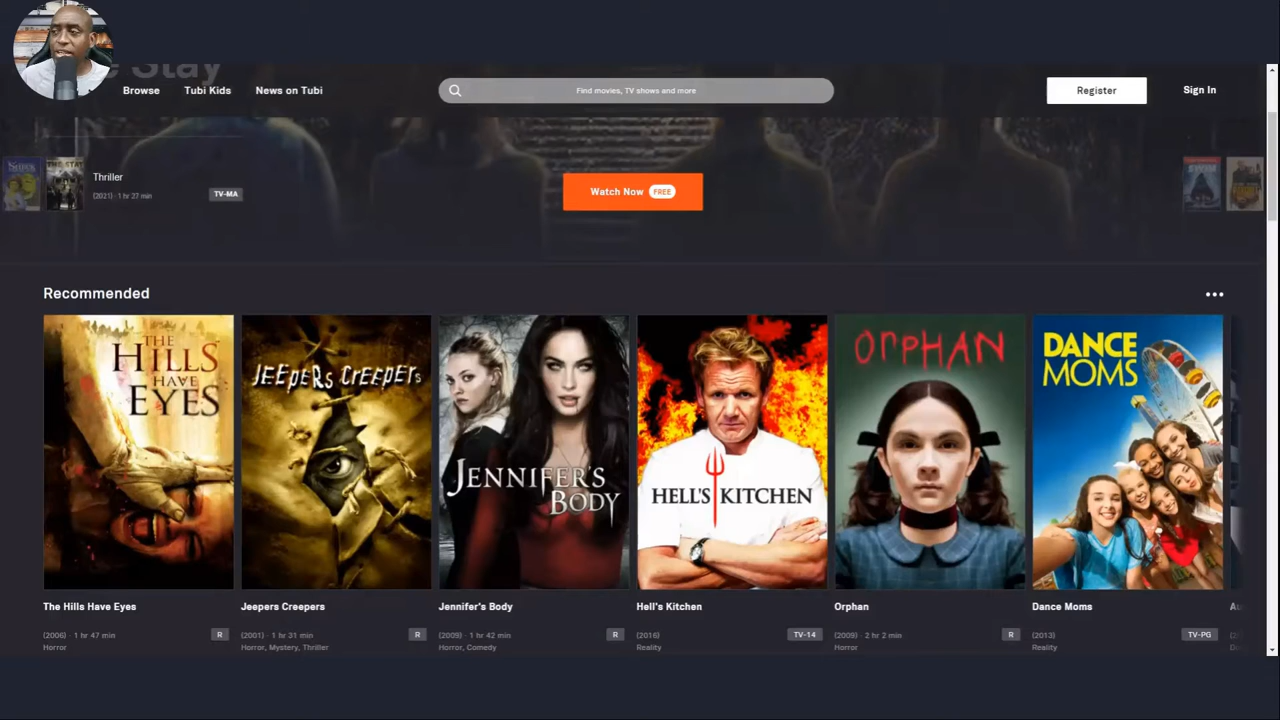 e Stay
Browse
Tubi Kids
News on Tubi
Find movies, TV shows and more
Register
Sign In
THE STAY
Thriller
(2021) · 1 hr 27 min
TV-MA
Watch Now FREE
SWIM
Recommended
THE HILLS HAVE EYES
JEEPERS CREEPERS
JENNIFER'S BODY
HELL'S KITCHEN
ORPHAN
DANCE MOMS
The Hills Have Eyes
Jeepers Creepers
Jennifer's Body
Hell's Kitchen
Orphan
Dance Moms
(2006) · 1 hr 47 min
R
(2001) · 1 hr 31 min
R
(2009) · 1 hr 42 min
R
(2016)
TV-14
(2009) · 2 hr 2 min
R
(2013)
TV-PG
Horror
Horror, Mystery, Thriller
Horror, Comedy
Reality
Horror
Reality